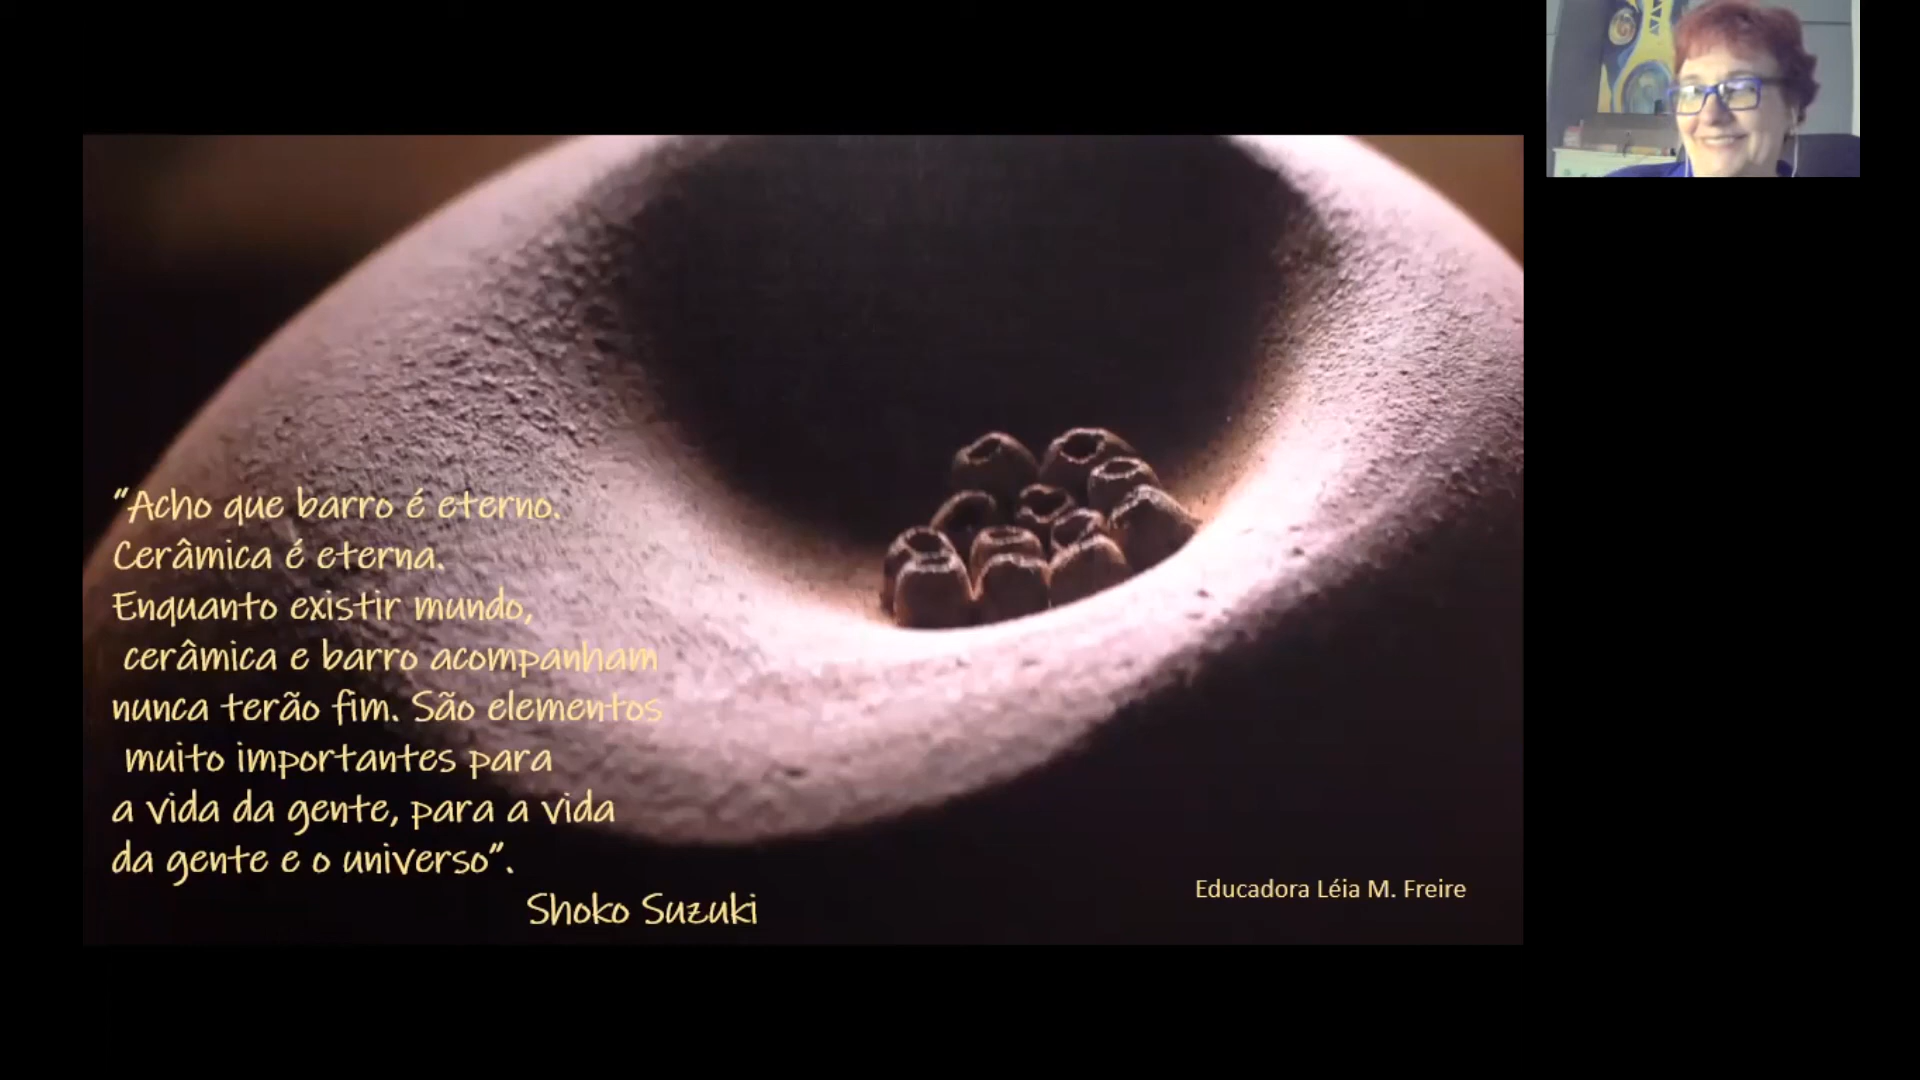 “Acho que barro é eterno.
Cerâmica é eterna.
Enquanto existir mundo,
cerâmica e barro acompanham
nunca terão fim. São elementos
muito importantes para
a vida da gente, para a vida
da gente e o universo”.
Shoko Suzuki
Educadora Léia M. Freire